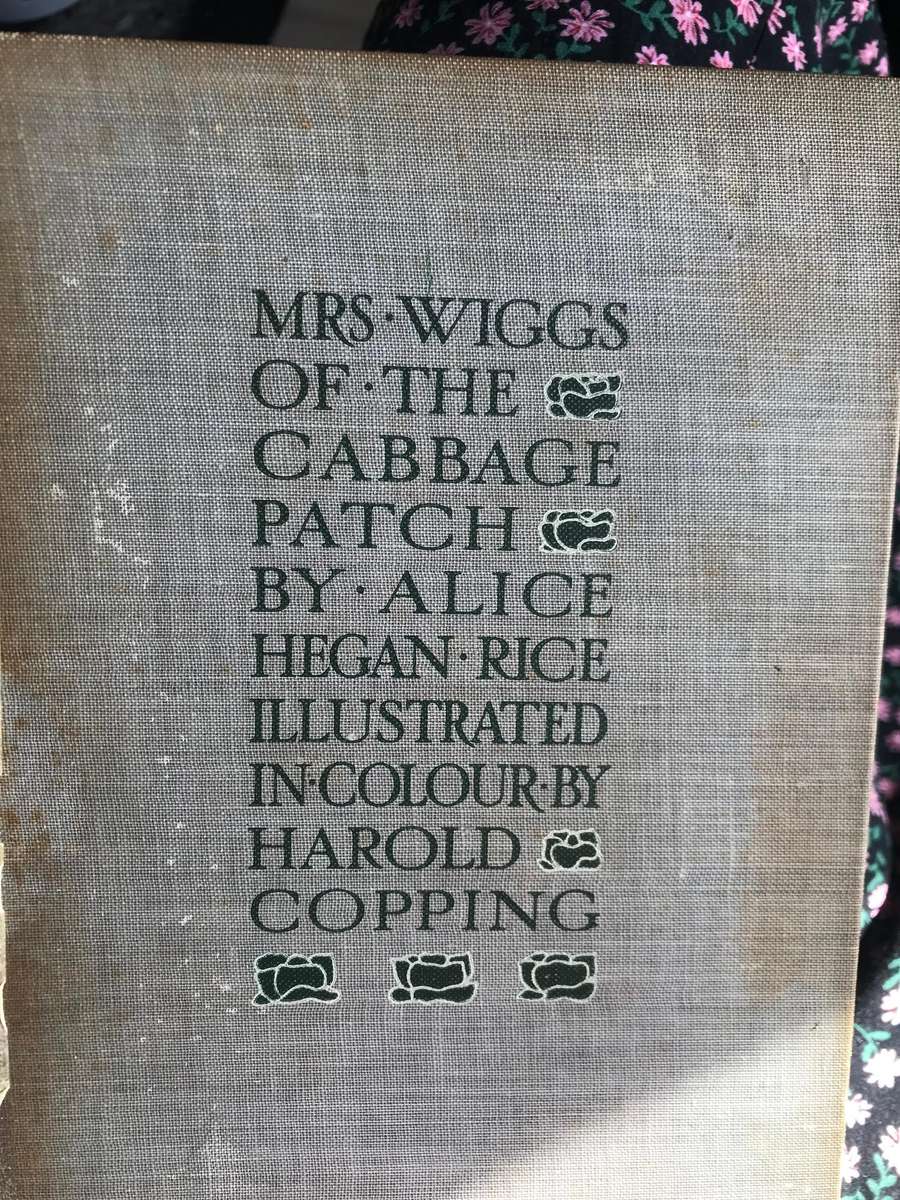 MRS·WIGGS
OF·THE
CABBAGE
PATCH
BY·ALICE
HEGAN·RICE
ILLUSTRATED
IN·COLOUR·BY
HAROLD
COPPING